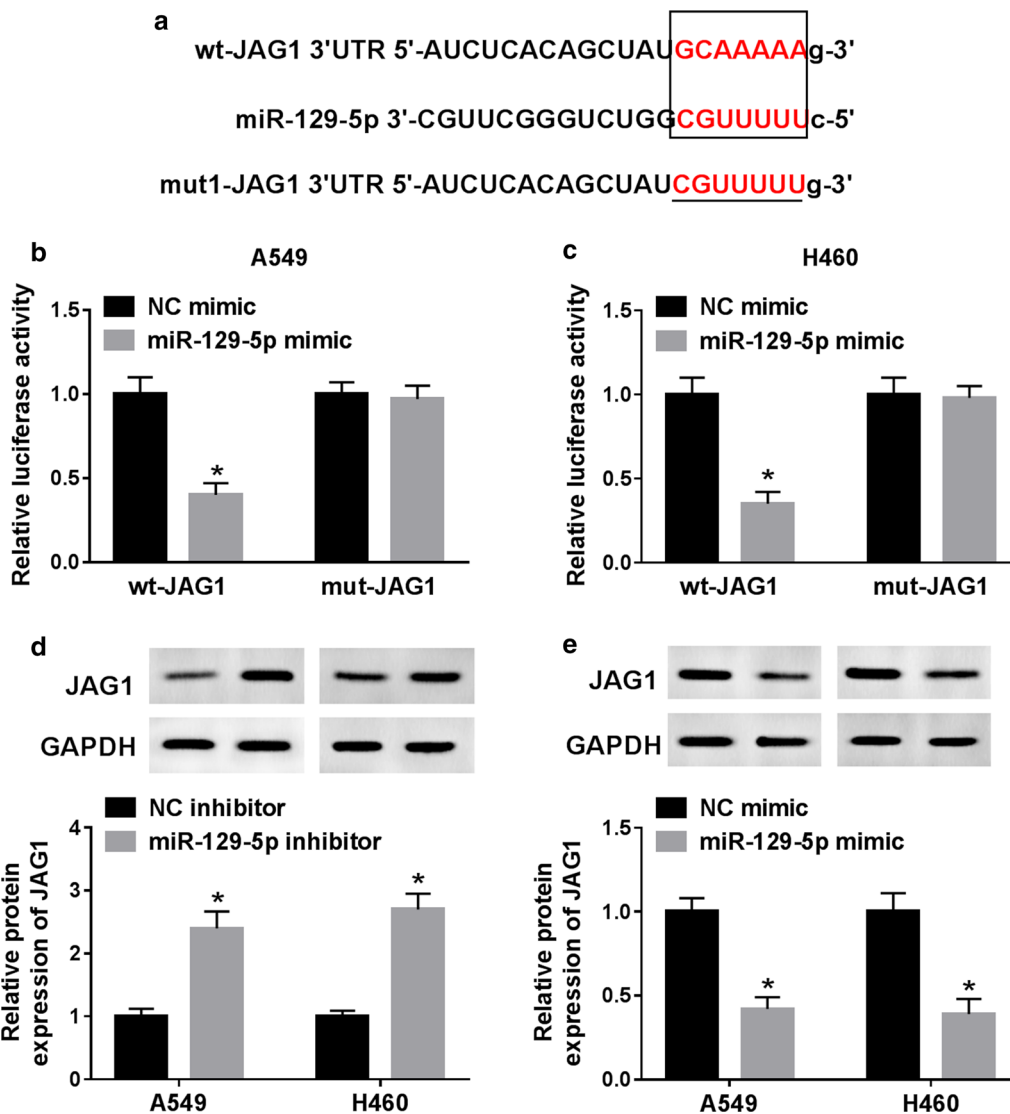 a
wt-JAG1 3'UTR 5'-AUCUCACAGCUAUGCAAAAAg-3'
miR-129-5p 3'-CGUUCGGGUCUGGCGUUUUUc-5'
mut1-JAG1 3'UTR 5'-AUCUCACAGCUAUCGUUUUUg-3'
b
A549
Relative luciferase activity
NC mimic
miR-129-5p mimic
1.5
1.0
0.5
0.0
*
wt-JAG1
mut-JAG1
c
H460
Relative luciferase activity
NC mimic
miR-129-5p mimic
1.5
1.0
0.5
0.0
*
wt-JAG1
mut-JAG1
d
JAG1
GAPDH
NC inhibitor
miR-129-5p inhibitor
Relative protein
expression of JAG1
4
3
2
1
0
*
*
A549
H460
e
JAG1
GAPDH
NC mimic
miR-129-5p mimic
Relative protein
expression of JAG1
1.5
1.0
0.5
0.0
*
*
A549
H460